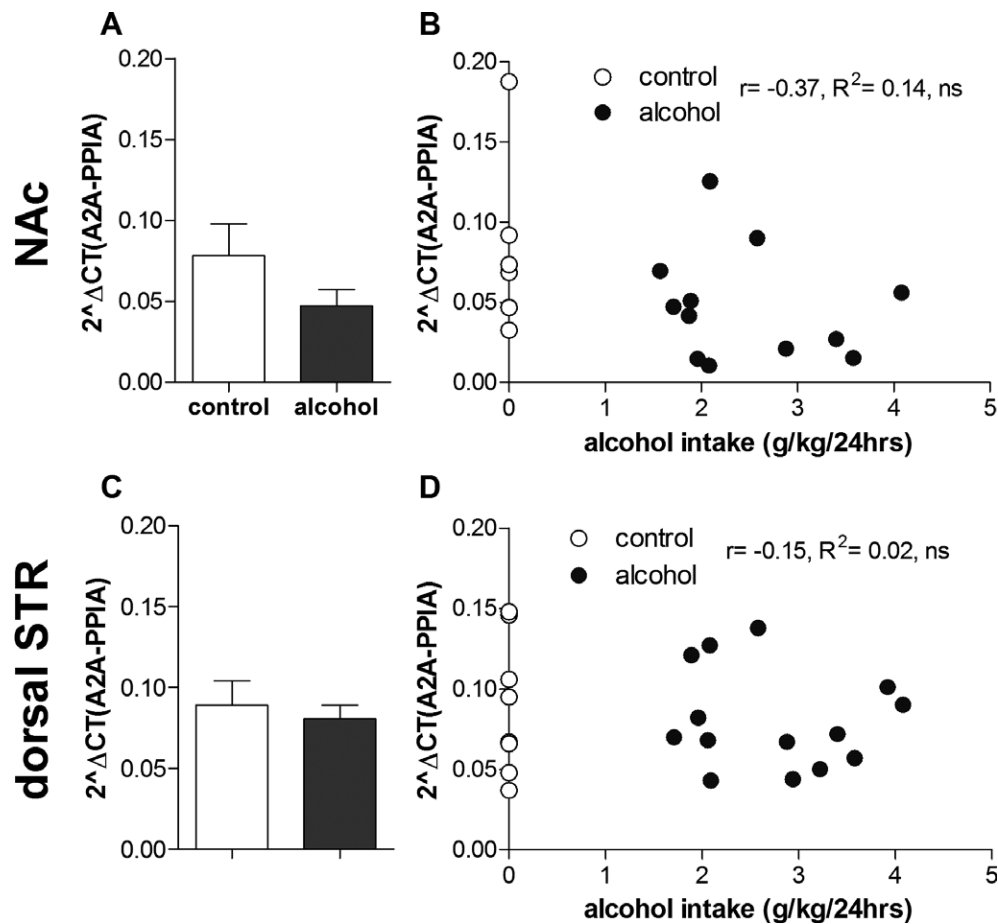 A
B
NAc
2^ΔCT(A2A-PPIA)
0.20
0.15
0.10
0.05
0.00
control
alcohol
2^ΔCT(A2A-PPIA)
0.20
0.15
0.10
0.05
0.00
control
alcohol
r= -0.37, R²= 0.14, ns
0
1
2
3
4
5
alcohol intake (g/kg/24hrs)
C
D
dorsal STR
2^ΔCT(A2A-PPIA)
0.20
0.15
0.10
0.05
0.00
2^ΔCT(A2A-PPIA)
0.20
0.15
0.10
0.05
0.00
control
alcohol
r= -0.15, R²= 0.02, ns
0
1
2
3
4
5
alcohol intake (g/kg/24hrs)